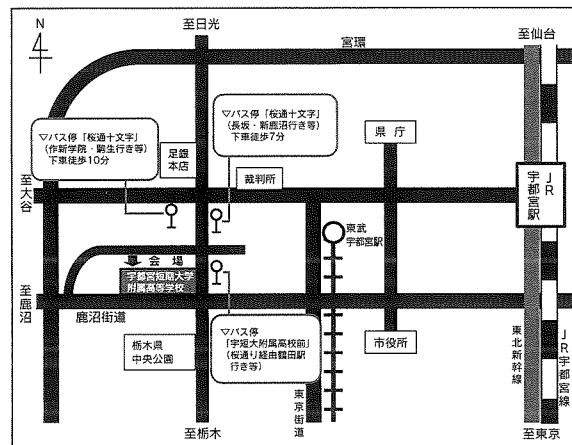 N
至日光
宮環
至仙台
▽バス停「桜通十文字」
(作新学院・駒生行き等)
下車徒歩10分
足銀
本店
▽バス停「桜通十文字」
(長坂・新鹿沼行き等)
下車徒歩7分
県庁
裁判所
至大谷
JR
宇都宮駅
東武
宇都宮駅
会場
宇都宮短期大学
附属高等学校
至鹿沼
鹿沼街道
栃木県
中央公園
▽バス停
「宇短大附属高校前」
(桜通り経由鶴田駅
行き等)
市役所
東京街道
東北新幹線
JR宇都宮線
至栃木
至東京